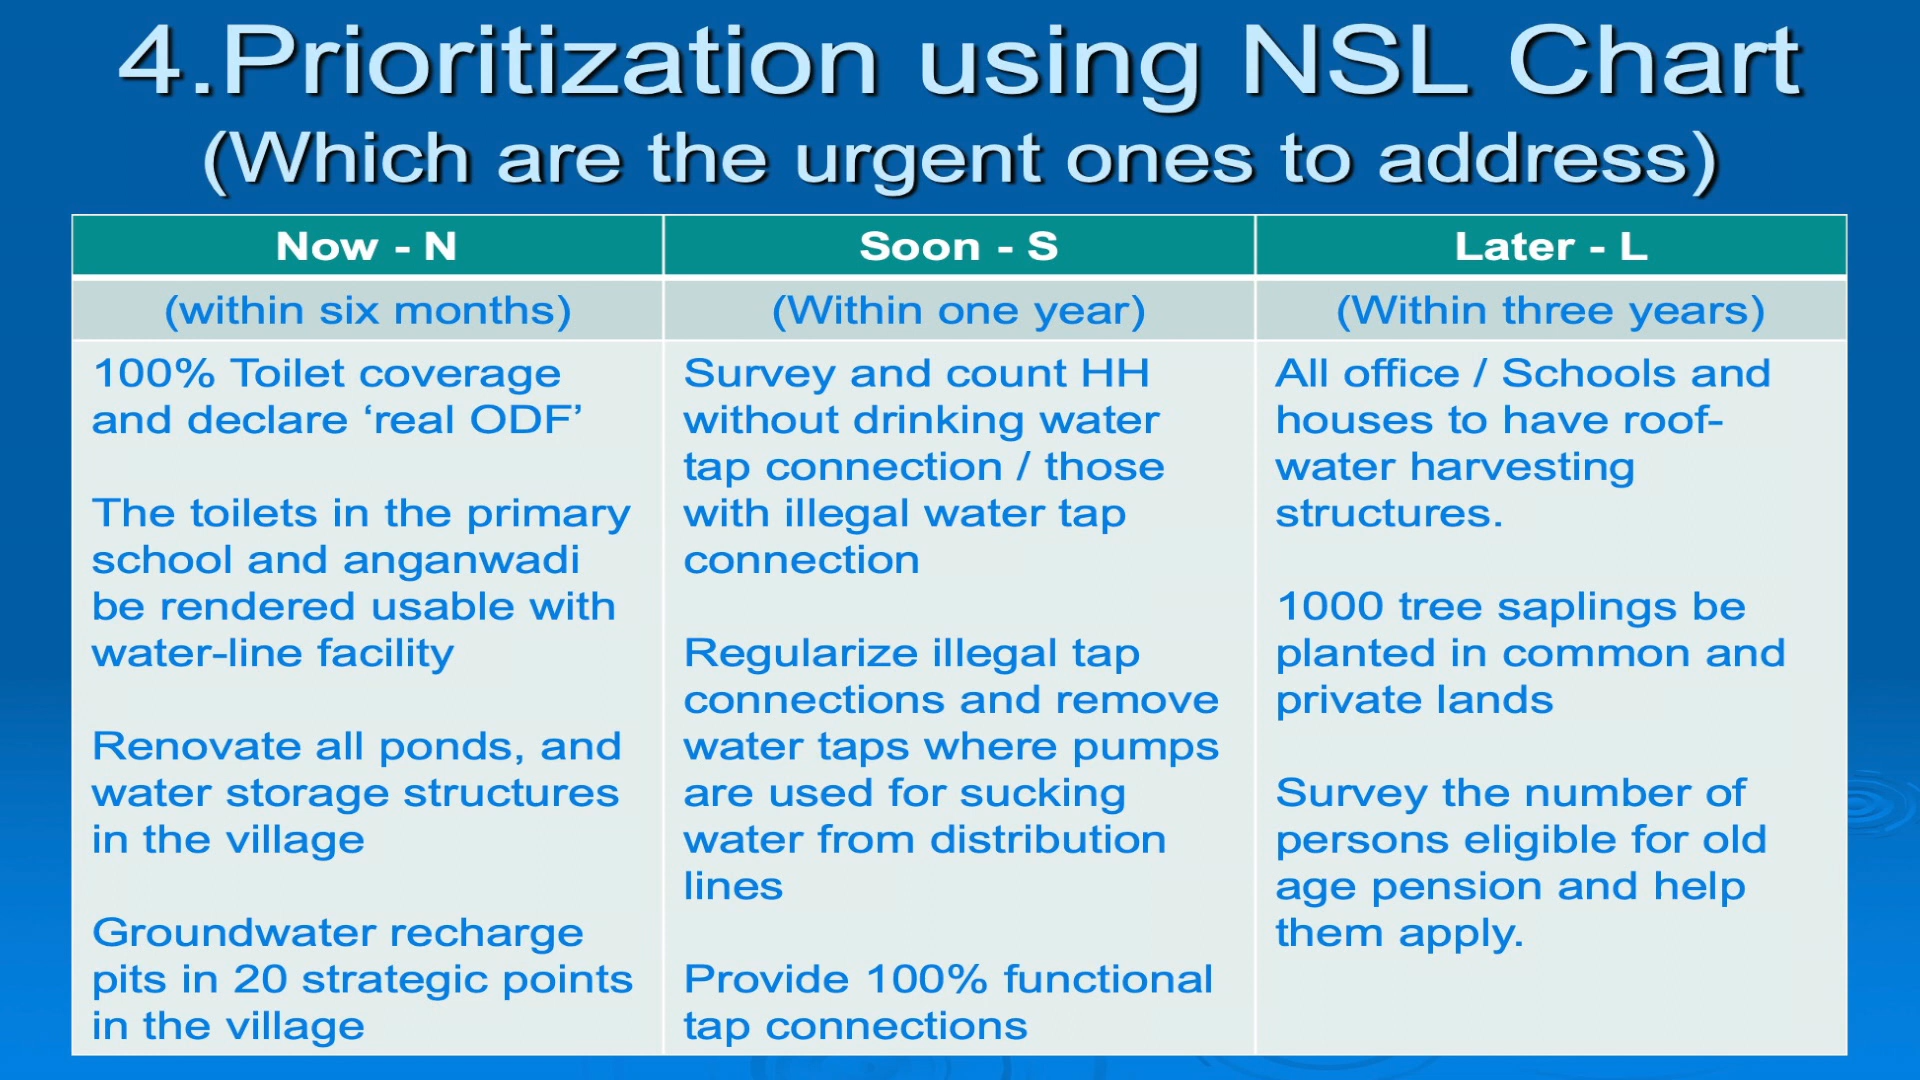 4.Prioritization using NSL Chart
(Which are the urgent ones to address)
Now - N
Soon - S
Later - L
(within six months)
(Within one year)
(Within three years)
100% Toilet coverage
and declare ‘real ODF’
The toilets in the primary
school and anganwadi
be rendered usable with
water-line facility
Renovate all ponds, and
water storage structures
in the village
Groundwater recharge
pits in 20 strategic points
in the village
Survey and count HH
without drinking water
tap connection / those
with illegal water tap
connection
Regularize illegal tap
connections and remove
water taps where pumps
are used for sucking
water from distribution
lines
Provide 100% functional
tap connections
All office / Schools and
houses to have roof-
water harvesting
structures.
1000 tree saplings be
planted in common and
private lands
Survey the number of
persons eligible for old
age pension and help
them apply.